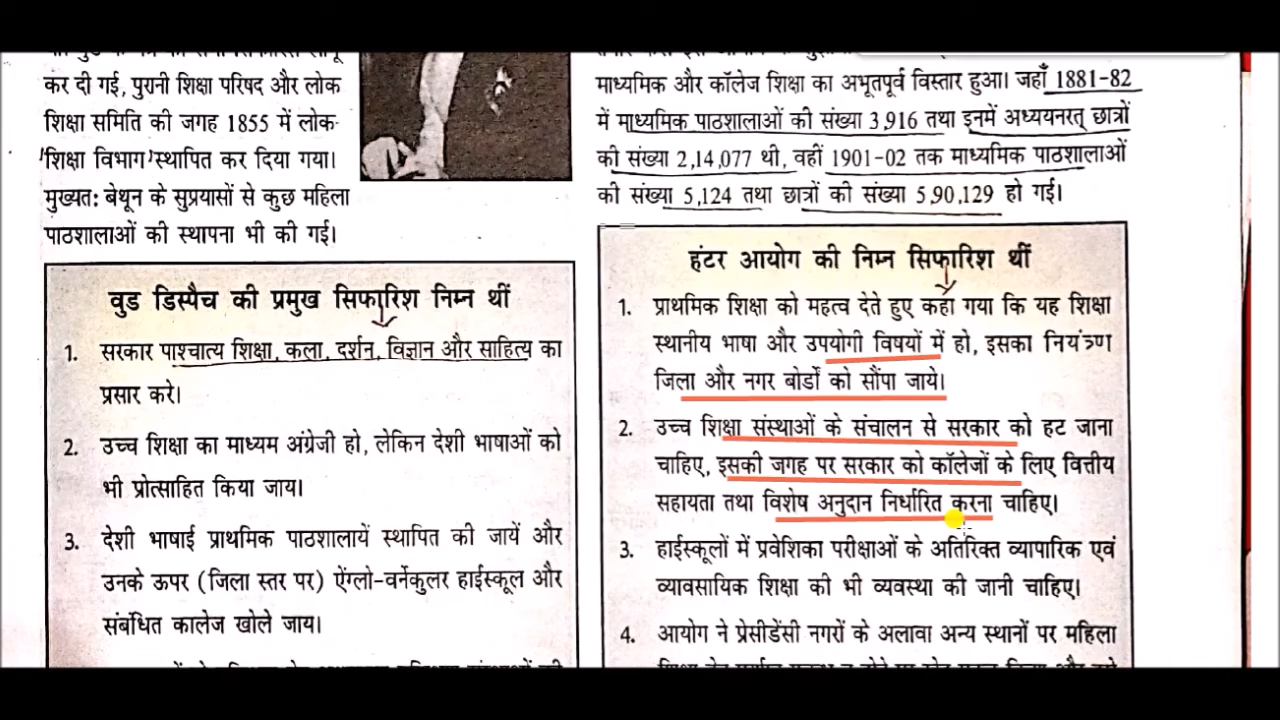 कर दी गई, पुरानी शिक्षा परिषद और लोक
शिक्षा समिति की जगह 1855 में लोक-
'शिक्षा विभाग' स्थापित कर दिया गया।
मुख्यत: बेथून के सुप्रयासों से कुछ महिला
पाठशालाओं की स्थापना भी की गई।
वुड डिस्पैच की प्रमुख सिफारिश निम्न थीं
1. सरकार पाश्चात्य शिक्षा, कला, दर्शन, विज्ञान और साहित्य का
प्रसार करे।
2. उच्च शिक्षा का माध्यम अंग्रेजी हो, लेकिन देशी भाषाओं को
भी प्रोत्साहित किया जाय।
3. देशी भाषाई प्राथमिक पाठशालायें स्थापित की जायें और
उनके ऊपर (जिला स्तर पर) ऐंग्लो-वर्नेकुलर हाईस्कूल और
संबंधित कालेज खोले जाय।
माध्यमिक और कॉलेज शिक्षा का अभूतपूर्व विस्तार हुआ। जहाँ 1881-82
में माध्यमिक पाठशालाओं की संख्या 3,916 तथा इनमें अध्ययनरत् छात्रों
की संख्या 2,14,077 थी, वहीं 1901-02 तक माध्यमिक पाठशालाओं
की संख्या 5,124 तथा छात्रों की संख्या 5,90,129 हो गई।
हंटर आयोग की निम्न सिफारिश थीं
1. प्राथमिक शिक्षा को महत्व देते हुए कहा गया कि यह शिक्षा
स्थानीय भाषा और उपयोगी विषयों में हो, इसका नियंत्रण
जिला और नगर बोर्डों को सौंपा जाये।
2. उच्च शिक्षा संस्थाओं के संचालन से सरकार को हट जाना
चाहिए, इसकी जगह पर सरकार को कॉलेजों के लिए वित्तीय
सहायता तथा विशेष अनुदान निर्धारित करना चाहिए।
3. हाईस्कूलों में प्रवेशिका परीक्षाओं के अतिरिक्त व्यापारिक एवं
व्यावसायिक शिक्षा की भी व्यवस्था की जानी चाहिए।
4. आयोग ने प्रेसीडेंसी नगरों के अलावा अन्य स्थानों पर महिला